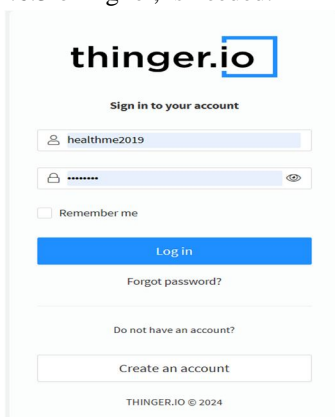 thinger.io
Sign in to your account
healthme2019
••••••••
Remember me
Log in
Forgot password?
Do not have an account?
Create an account
THINGER.IO © 2024